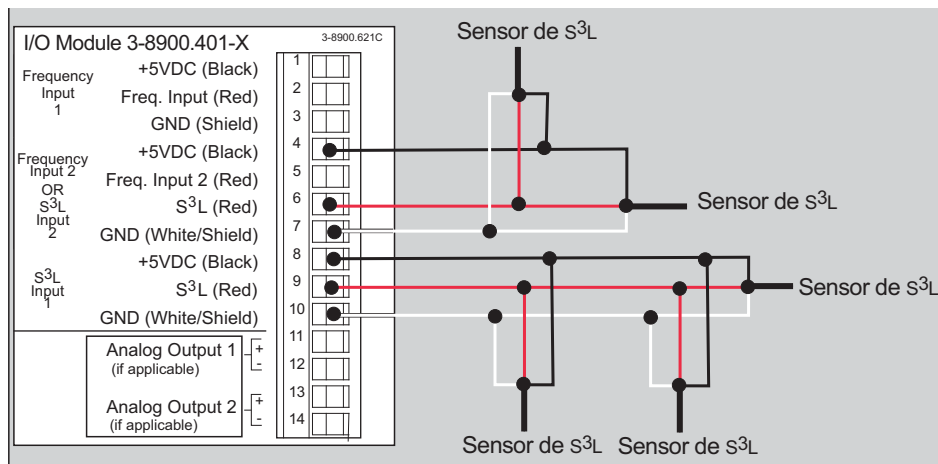 I/O Module 3-8900.401-X
3-8900.621C
Frequency
Input
1
+5VDC (Black)
Freq. Input (Red)
GND (Shield)
Frequency
Input 2
OR
S³L
Input
2
+5VDC (Black)
Freq. Input 2 (Red)
S³L (Red)
GND (White/Shield)
S³L
Input
1
+5VDC (Black)
S³L (Red)
GND (White/Shield)
Analog Output 1
(if applicable)
+
-
Analog Output 2
(if applicable)
+
-
1
2
3
4
5
6
7
8
9
10
11
12
13
14
Sensor de S³L
Sensor de S³L
Sensor de S³L
Sensor de S³L
Sensor de S³L